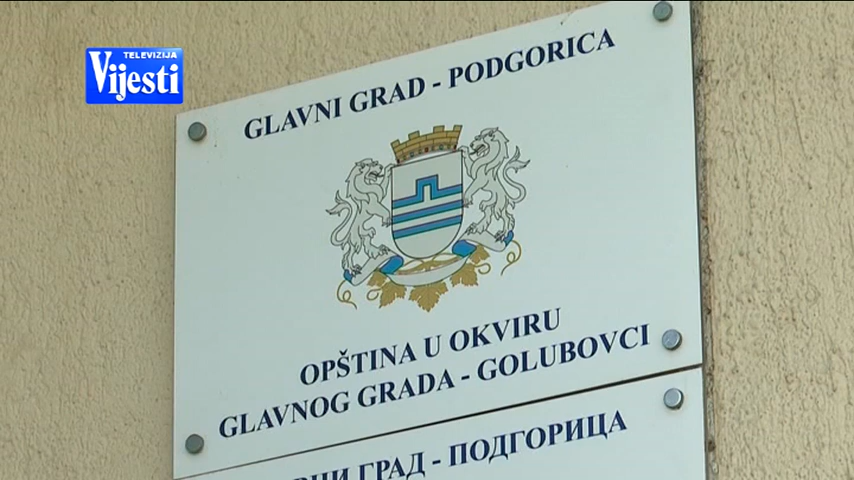 TELEVIZIJA
Vijesti
GLAVNI GRAD - PODGORICA
OPŠTINA U OKVIRU
GLAVNOG GRADA - GOLUBOVCI
ГРАД - ПОДГОРИЦА